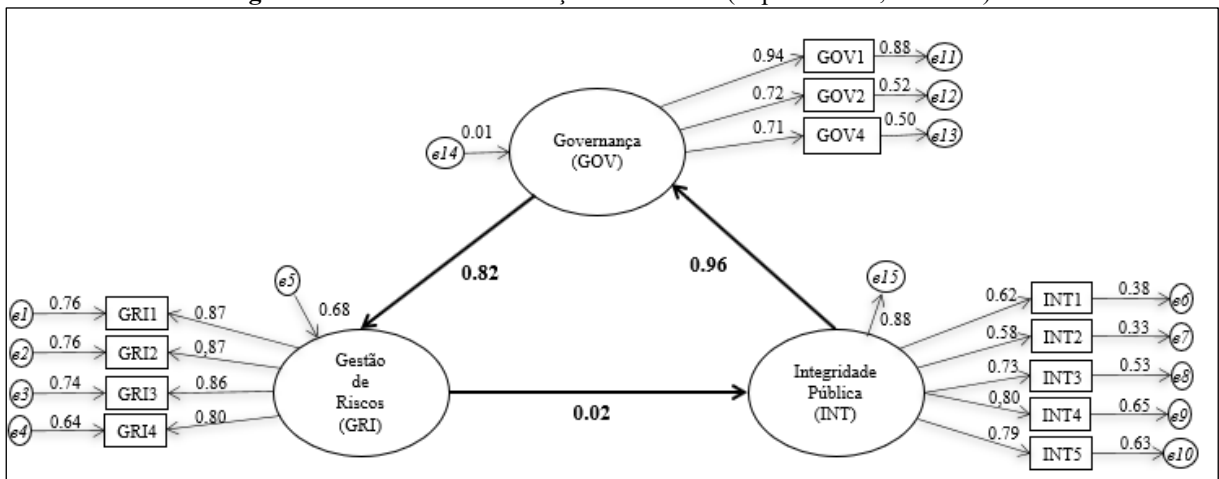 0.94
GOV1
0.88
e11
0.72
GOV2
0.52
e12
0.71
GOV4
0.50
e13
e14
0.01
Governança
(GOV)
0.82
0.96
e5
0.68
e15
0.88
e1
0.76
GRI1
0.87
e2
0.76
GRI2
0,87
e3
0.74
GRI3
0.86
e4
0.64
GRI4
0.80
Gestão
de
Riscos
(GRI)
0.02
Integridade
Pública
(INT)
0.62
INT1
0.38
e6
0.58
INT2
0.33
e7
0.73
INT3
0.53
e8
0,80
INT4
0.65
e9
0.79
INT5
0.63
e10